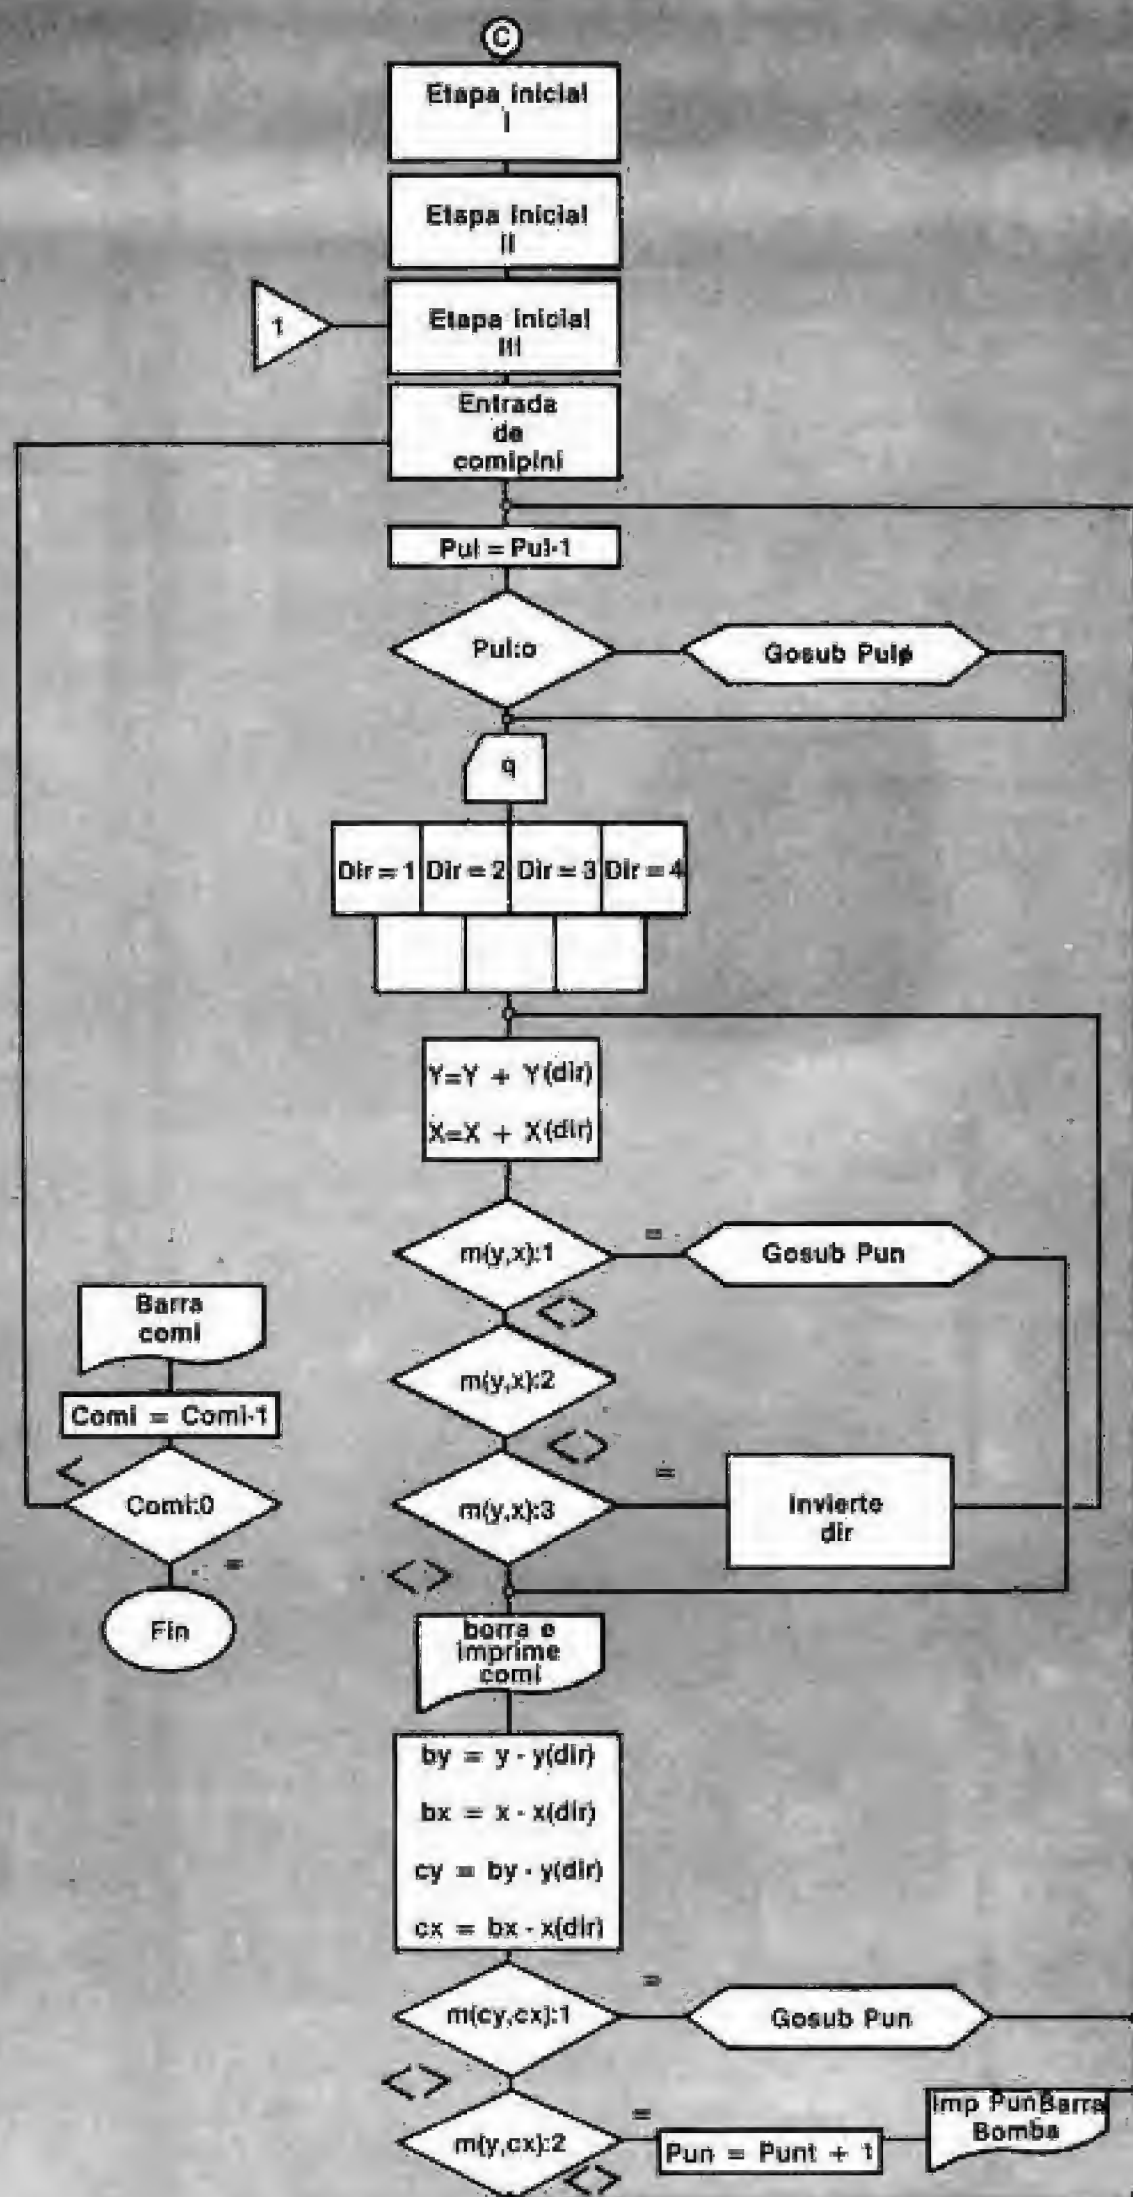 C
Etapa inicial
I
Etapa inicial
II
1
Etapa inicial
III
Entrada
de
comipini
Pul = Pul-1
Pul:o
Gosub Pulø
q
Dir = 1
Dir = 2
Dir = 3
Dir = 4
Y=Y + Y(dir)
X=X + X(dir)
m(y,x):1
=
Gosub Pun
<>
m(y,x):2
<>
m(y,x):3
=
invierte
dir
<>
Barra
comi
Comi = Comi-1
<
Comi:0
=
Fin
borra e
imprime
comi
by = y - y(dir)
bx = x - x(dir)
cy = by - y(dir)
cx = bx - x(dir)
m(cy,cx):1
=
Gosub Pun
<>
m(y,cx):2
=
Pun = Punt + 1
Imp PunBarra
Bomba
<>